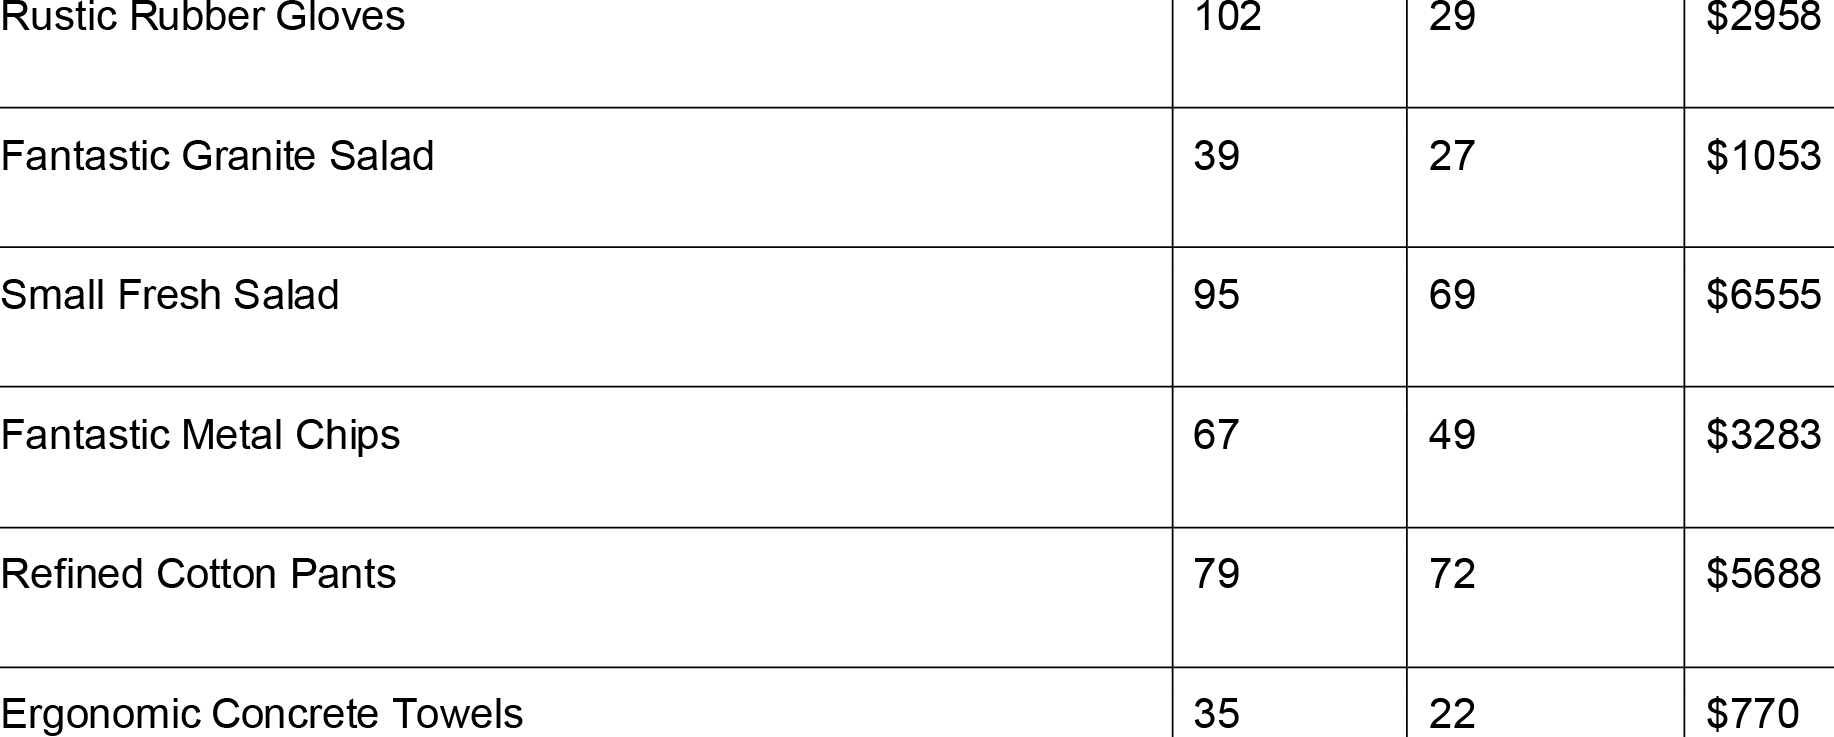 Rustic Rubber Gloves 102 29 $2958
Fantastic Granite Salad 39 27 $1053
Small Fresh Salad 95 69 $6555
Fantastic Metal Chips 67 49 $3283
Refined Cotton Pants 79 72 $5688
Ergonomic Concrete Towels 35 22 $770